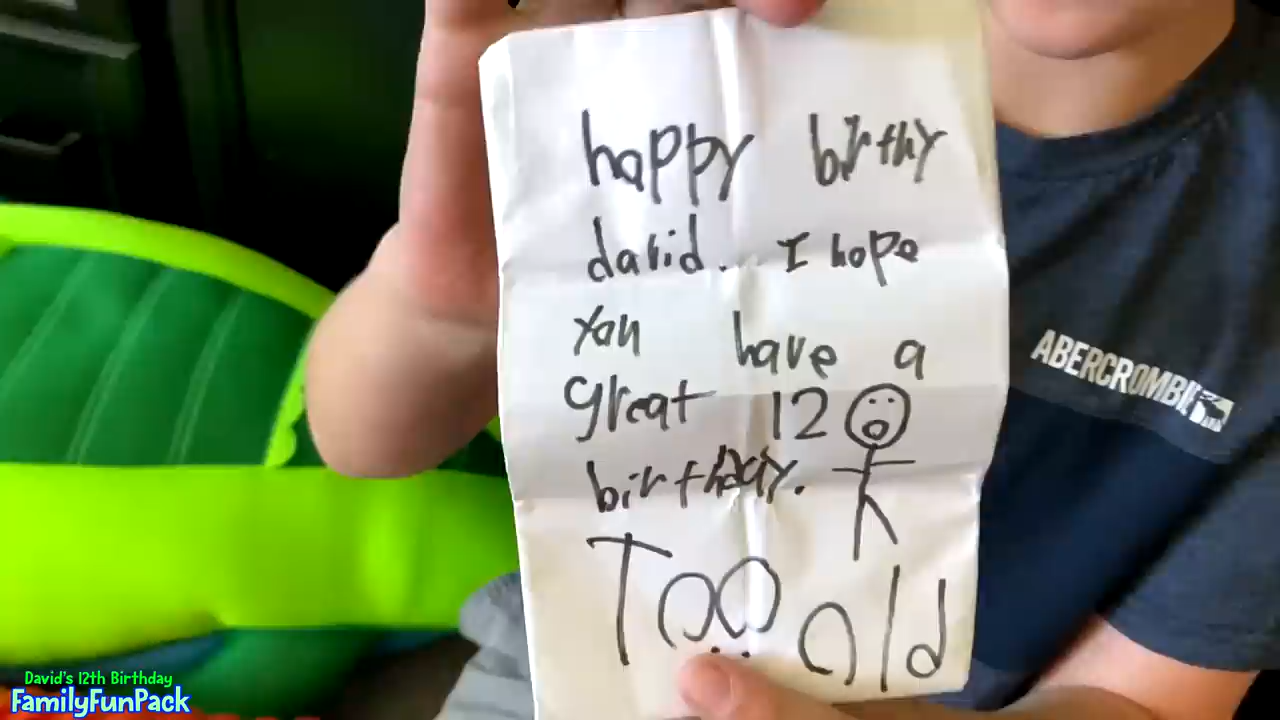 happy birthy
david.. I hope
you have a
great 12
birthday.
Too old
ABERCROMBIE
David's 12th Birthday
FamilyFunPack